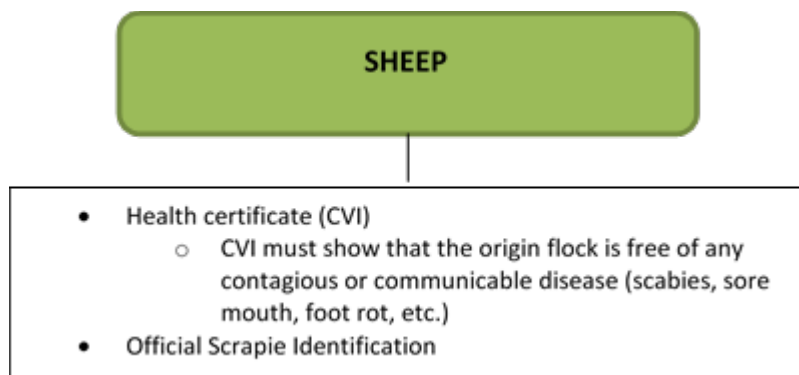 SHEEP
• Health certificate (CVI)
o CVI must show that the origin flock is free of any
contagious or communicable disease (scabies, sore
mouth, foot rot, etc.)
• Official Scrapie Identification